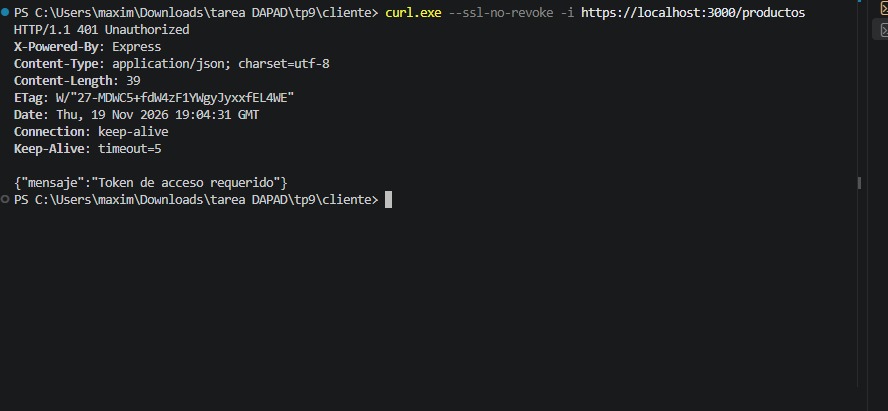 PS C:\Users\maxim\Downloads\tarea DAPAD\tp9\cliente> curl.exe --ssl-no-revoke -i https://localhost:3000/productos
HTTP/1.1 401 Unauthorized
X-Powered-By: Express
Content-Type: application/json; charset=utf-8
Content-Length: 39
ETag: W/"27-MDWC5+fdW4zF1YWgyJyxxfEL4WE"
Date: Thu, 19 Nov 2026 19:04:31 GMT
Connection: keep-alive
Keep-Alive: timeout=5

{"mensaje":"Token de acceso requerido"}
PS C:\Users\maxim\Downloads\tarea DAPAD\tp9\cliente>